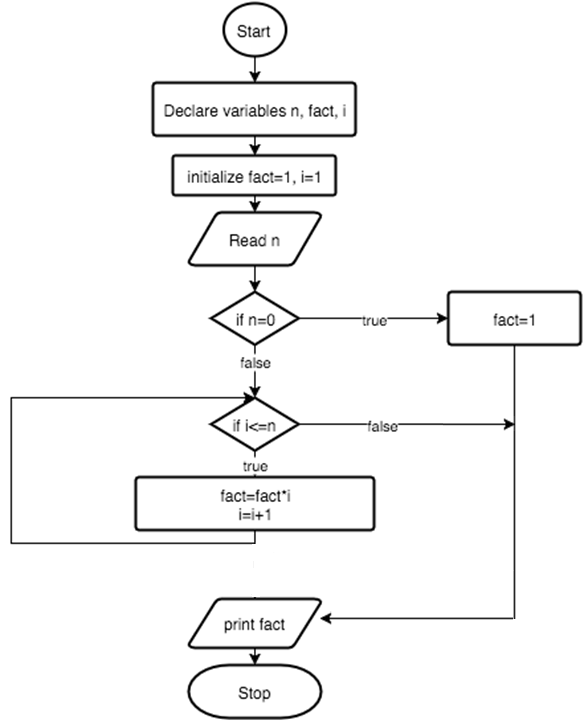 Start
Declare variables n, fact, i
initialize fact=1, i=1
Read n
if n=0
true
fact=1
false
if i<=n
false
true
fact=fact*i
i=i+1
print fact
Stop